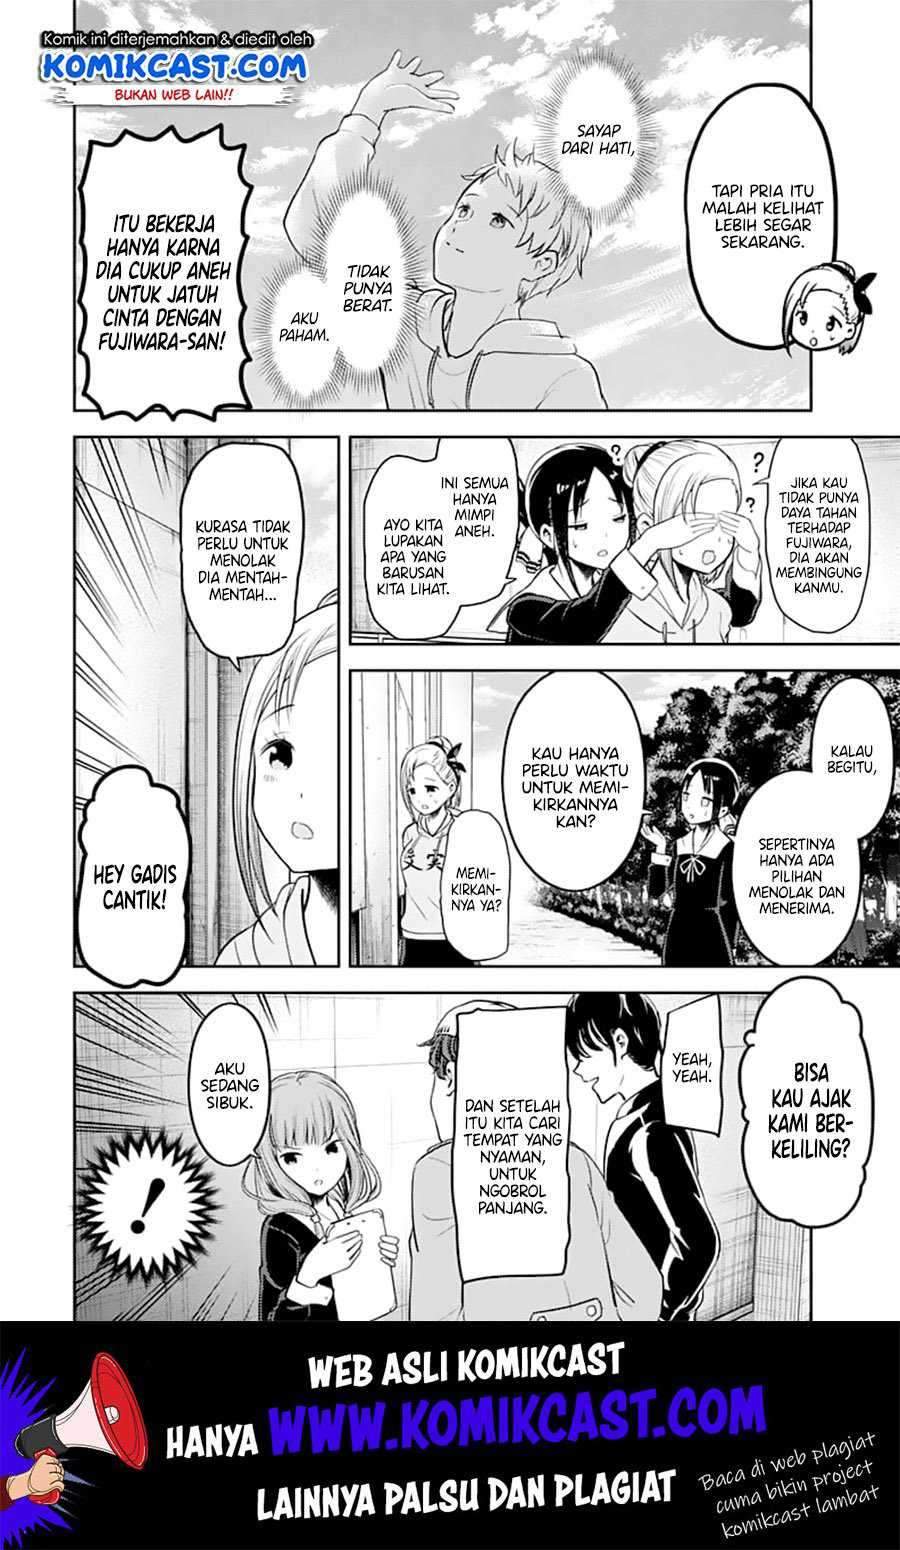 Komik ini diterjemahkan & diedit oleh
KOMIKCAST.COM
BUKAN WEB LAIN!!
TAPI PRIA ITU
MALAH KELIHAT
LEBIH SEGAR
SEKARANG.
SAYAP
DARI HATI,
TIDAK
PUNYA
BERAT.
AKU
PAHAM.
ITU BEKERJA
HANYA KARNA
DIA CUKUP ANEH
UNTUK JATUH
CINTA DENGAN
FUJIWARA-SAN!
JIKA KAU
TIDAK PUNYA
DAYA TAHAN
TERHADAP
FUJIWARA,
DIA AKAN
MEMBINGUNG
KANMU.
?
?
?
INI SEMUA
HANYA
MIMPI
ANEH.
AYO KITA
LUPAKAN
APA YANG
BARUSAN
KITA LIHAT.
KALAU
BEGITU,
SEPERTINYA
HANYA ADA
PILIHAN
MENOLAK DAN
MENERIMA.
KAU HANYA
PERLU WAKTU
UNTUK MEMI-
KIRKANNYA
KAN?
MEMI-
KIRKAN-
NYA YA?
KURASA TIDAK
PERLU UNTUK
MENOLAK
DIA MENTAH-
MENTAH...
HEY GADIS
CANTIK!
BISA
KAU AJAK
KAMI BER-
KELILING?
YEAH,
YEAH.
DAN SETELAH
ITU KITA CARI
TEMPAT YANG
NYAMAN,
UNTUK
NGOBROL
PANJANG.
AKU
SEDANG
SIBUK.
!
WEB ASLI KOMIKCAST
HANYA WWW.KOMIKCAST.COM
LAINNYA PALSU DAN PLAGIAT
Baca di web plagiat
cuma bikin project
komikcast lambat